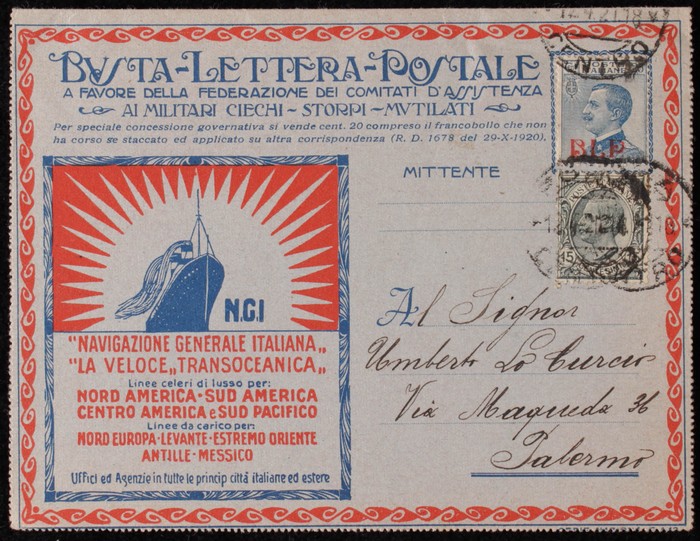 BUSTA-LETTERA-POSTALE
A FAVORE DELLA FEDERAZIONE DEI COMITATI D'ASSISTENZA
AI MILITARI CIECHI - STORPI - MUTILATI
Per speciale concessione governativa si vende cent. 20 compreso il francobollo che non
ha corso se staccato ed applicato su altra corrispondenza (R. D. 1678 del 29-X-1920).
B.L.P.
MITTENTE
15
N.G.I
"NAVIGAZIONE GENERALE ITALIANA„
"LA VELOCE„ TRANSOCEANICA„
Linee celeri di lusso per:
NORD AMERICA - SUD AMERICA
CENTRO AMERICA e SUD PACIFICO
Linee da carico per:
NORD EUROPA - LEVANTE - ESTREMO ORIENTE
ANTILLE - MESSICO
Uffici ed Agenzie in tutte le princip città italiane ed estere
Al Signor
Umberto Lo Curcio
Via Maqueda 36
Palermo